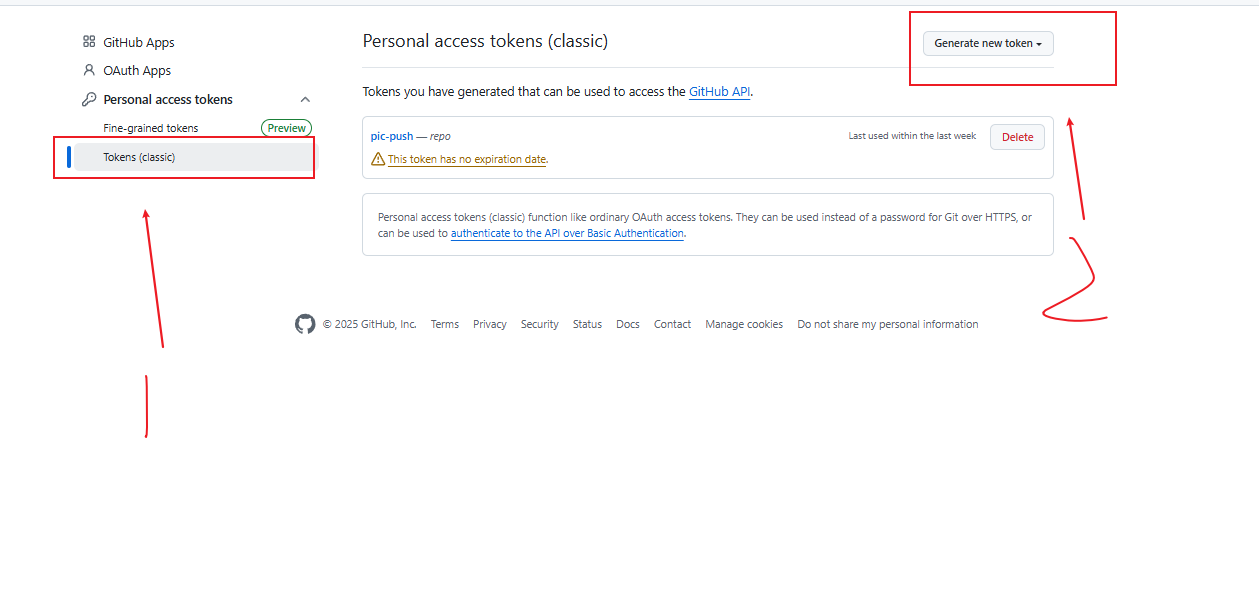 GitHub Apps
OAuth Apps
Personal access tokens
Fine-grained tokens Preview
Tokens (classic)
Personal access tokens (classic)
Generate new token
Tokens you have generated that can be used to access the GitHub API.
pic-push — repo
Last used within the last week
Delete
This token has no expiration date.
Personal access tokens (classic) function like ordinary OAuth access tokens. They can be used instead of a password for Git over HTTPS, or
can be used to authenticate to the API over Basic Authentication.
1
2
© 2025 GitHub, Inc. Terms Privacy Security Status Docs Contact Manage cookies Do not share my personal information